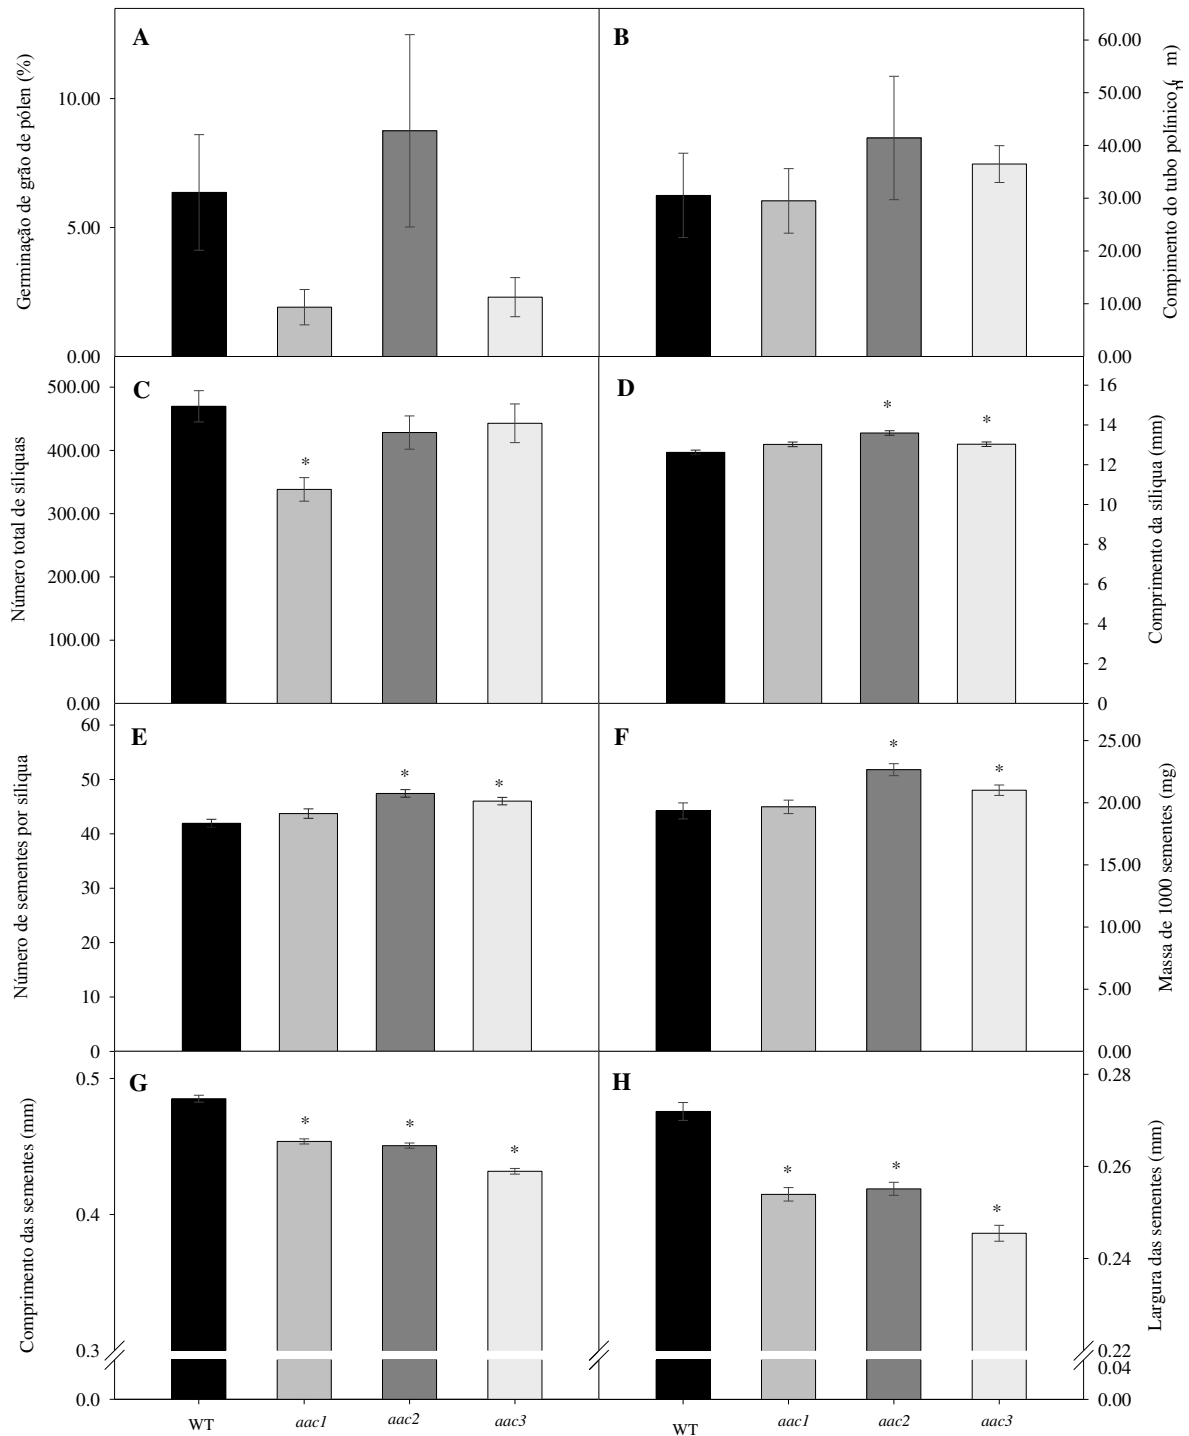 A
Germinação de grão de pólen (%)
10.00
5.00
0.00
B
60.00
50.00
40.00
30.00
20.00
10.00
0.00
Compimento do tubo polínico (μm)
C
Número total de síliquas
500.00
400.00
300.00
200.00
100.00
0.00
*
D
* *
16
14
12
10
8
6
4
2
0
Comprimento da síliqua (mm)
E
Número de sementes por síliqua
60
50
40
30
20
10
0
* *
F
* *
25.00
20.00
15.00
10.00
5.00
0.00
Massa de 1000 sementes (mg)
G
Comprimento das sementes (mm)
0.5
0.4
0.3
0.0
* * *
H
* * *
0.28
0.26
0.24
0.22
0.04
0.00
Largura das sementes (mm)
WT aac1 aac2 aac3
WT aac1 aac2 aac3